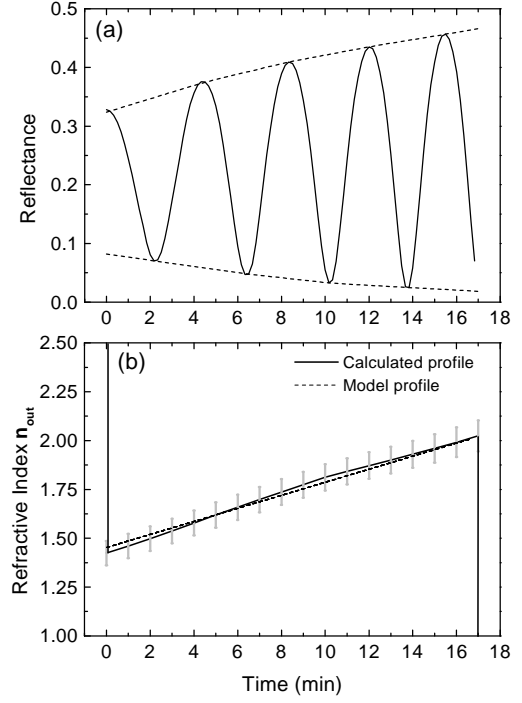 (a)
Reflectance
0.5
0.4
0.3
0.2
0.1
0.0
0 2 4 6 8 10 12 14 16 18
(b)
Calculated profile
Model profile
Refractive Index n_out
2.50
2.25
2.00
1.75
1.50
1.25
1.00
0 2 4 6 8 10 12 14 16 18
Time (min)